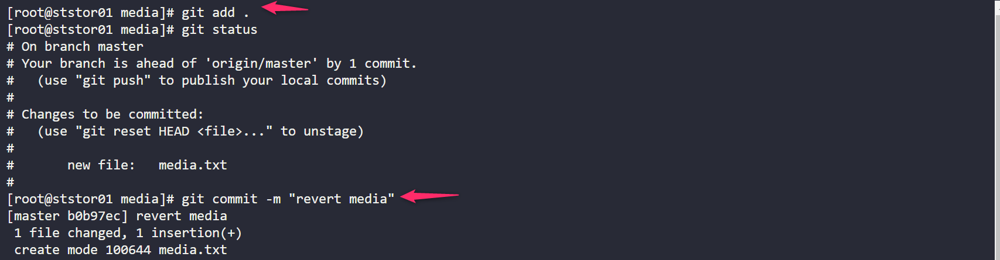 [root@ststor01 media]# git add .
[root@ststor01 media]# git status
# On branch master
# Your branch is ahead of 'origin/master' by 1 commit.
#   (use "git push" to publish your local commits)
#
# Changes to be committed:
#   (use "git reset HEAD <file>..." to unstage)
#
#       new file:   media.txt
#
[root@ststor01 media]# git commit -m "revert media"
[master b0b97ec] revert media
 1 file changed, 1 insertion(+)
 create mode 100644 media.txt